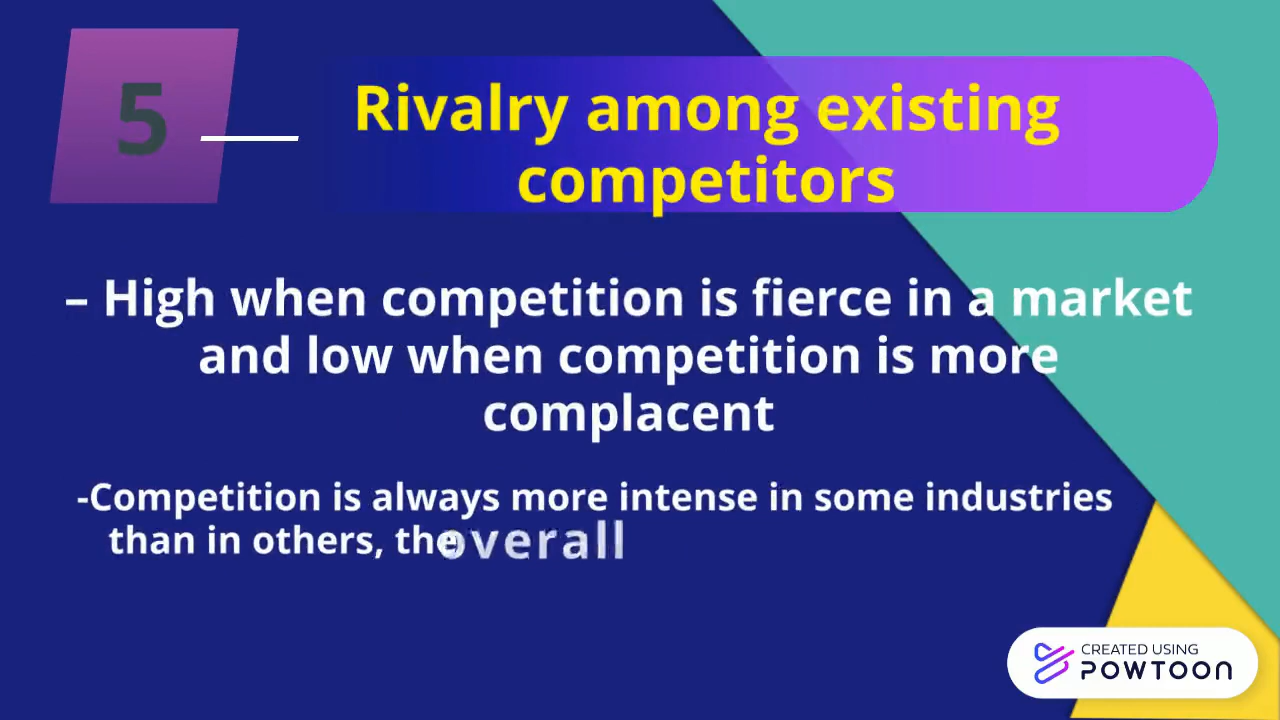 5
Rivalry among existing
competitors
– High when competition is fierce in a market
and low when competition is more
complacent
-Competition is always more intense in some industries
than in others, the overall
CREATED USING
POWTOON